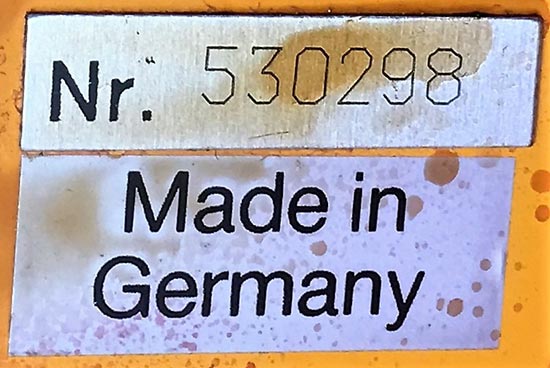 Nr. 530298
Made in
Germany